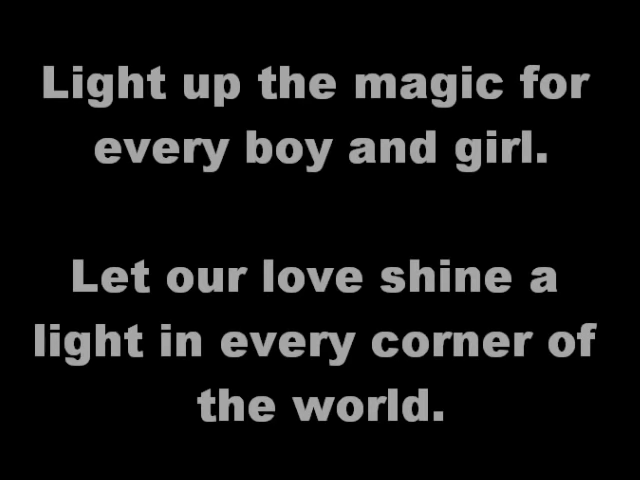 Light up the magic for
every boy and girl.
Let our love shine a
light in every corner of
the world.